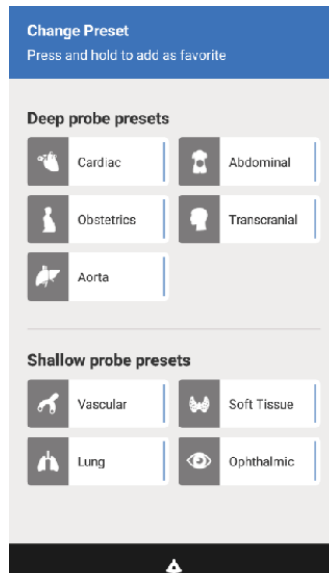 Change Preset
Press and hold to add as favorite
Deep probe presets
Cardiac
Abdominal
Obstetrics
Transcranial
Aorta
Shallow probe presets
Vascular
Soft Tissue
Lung
Ophthalmic